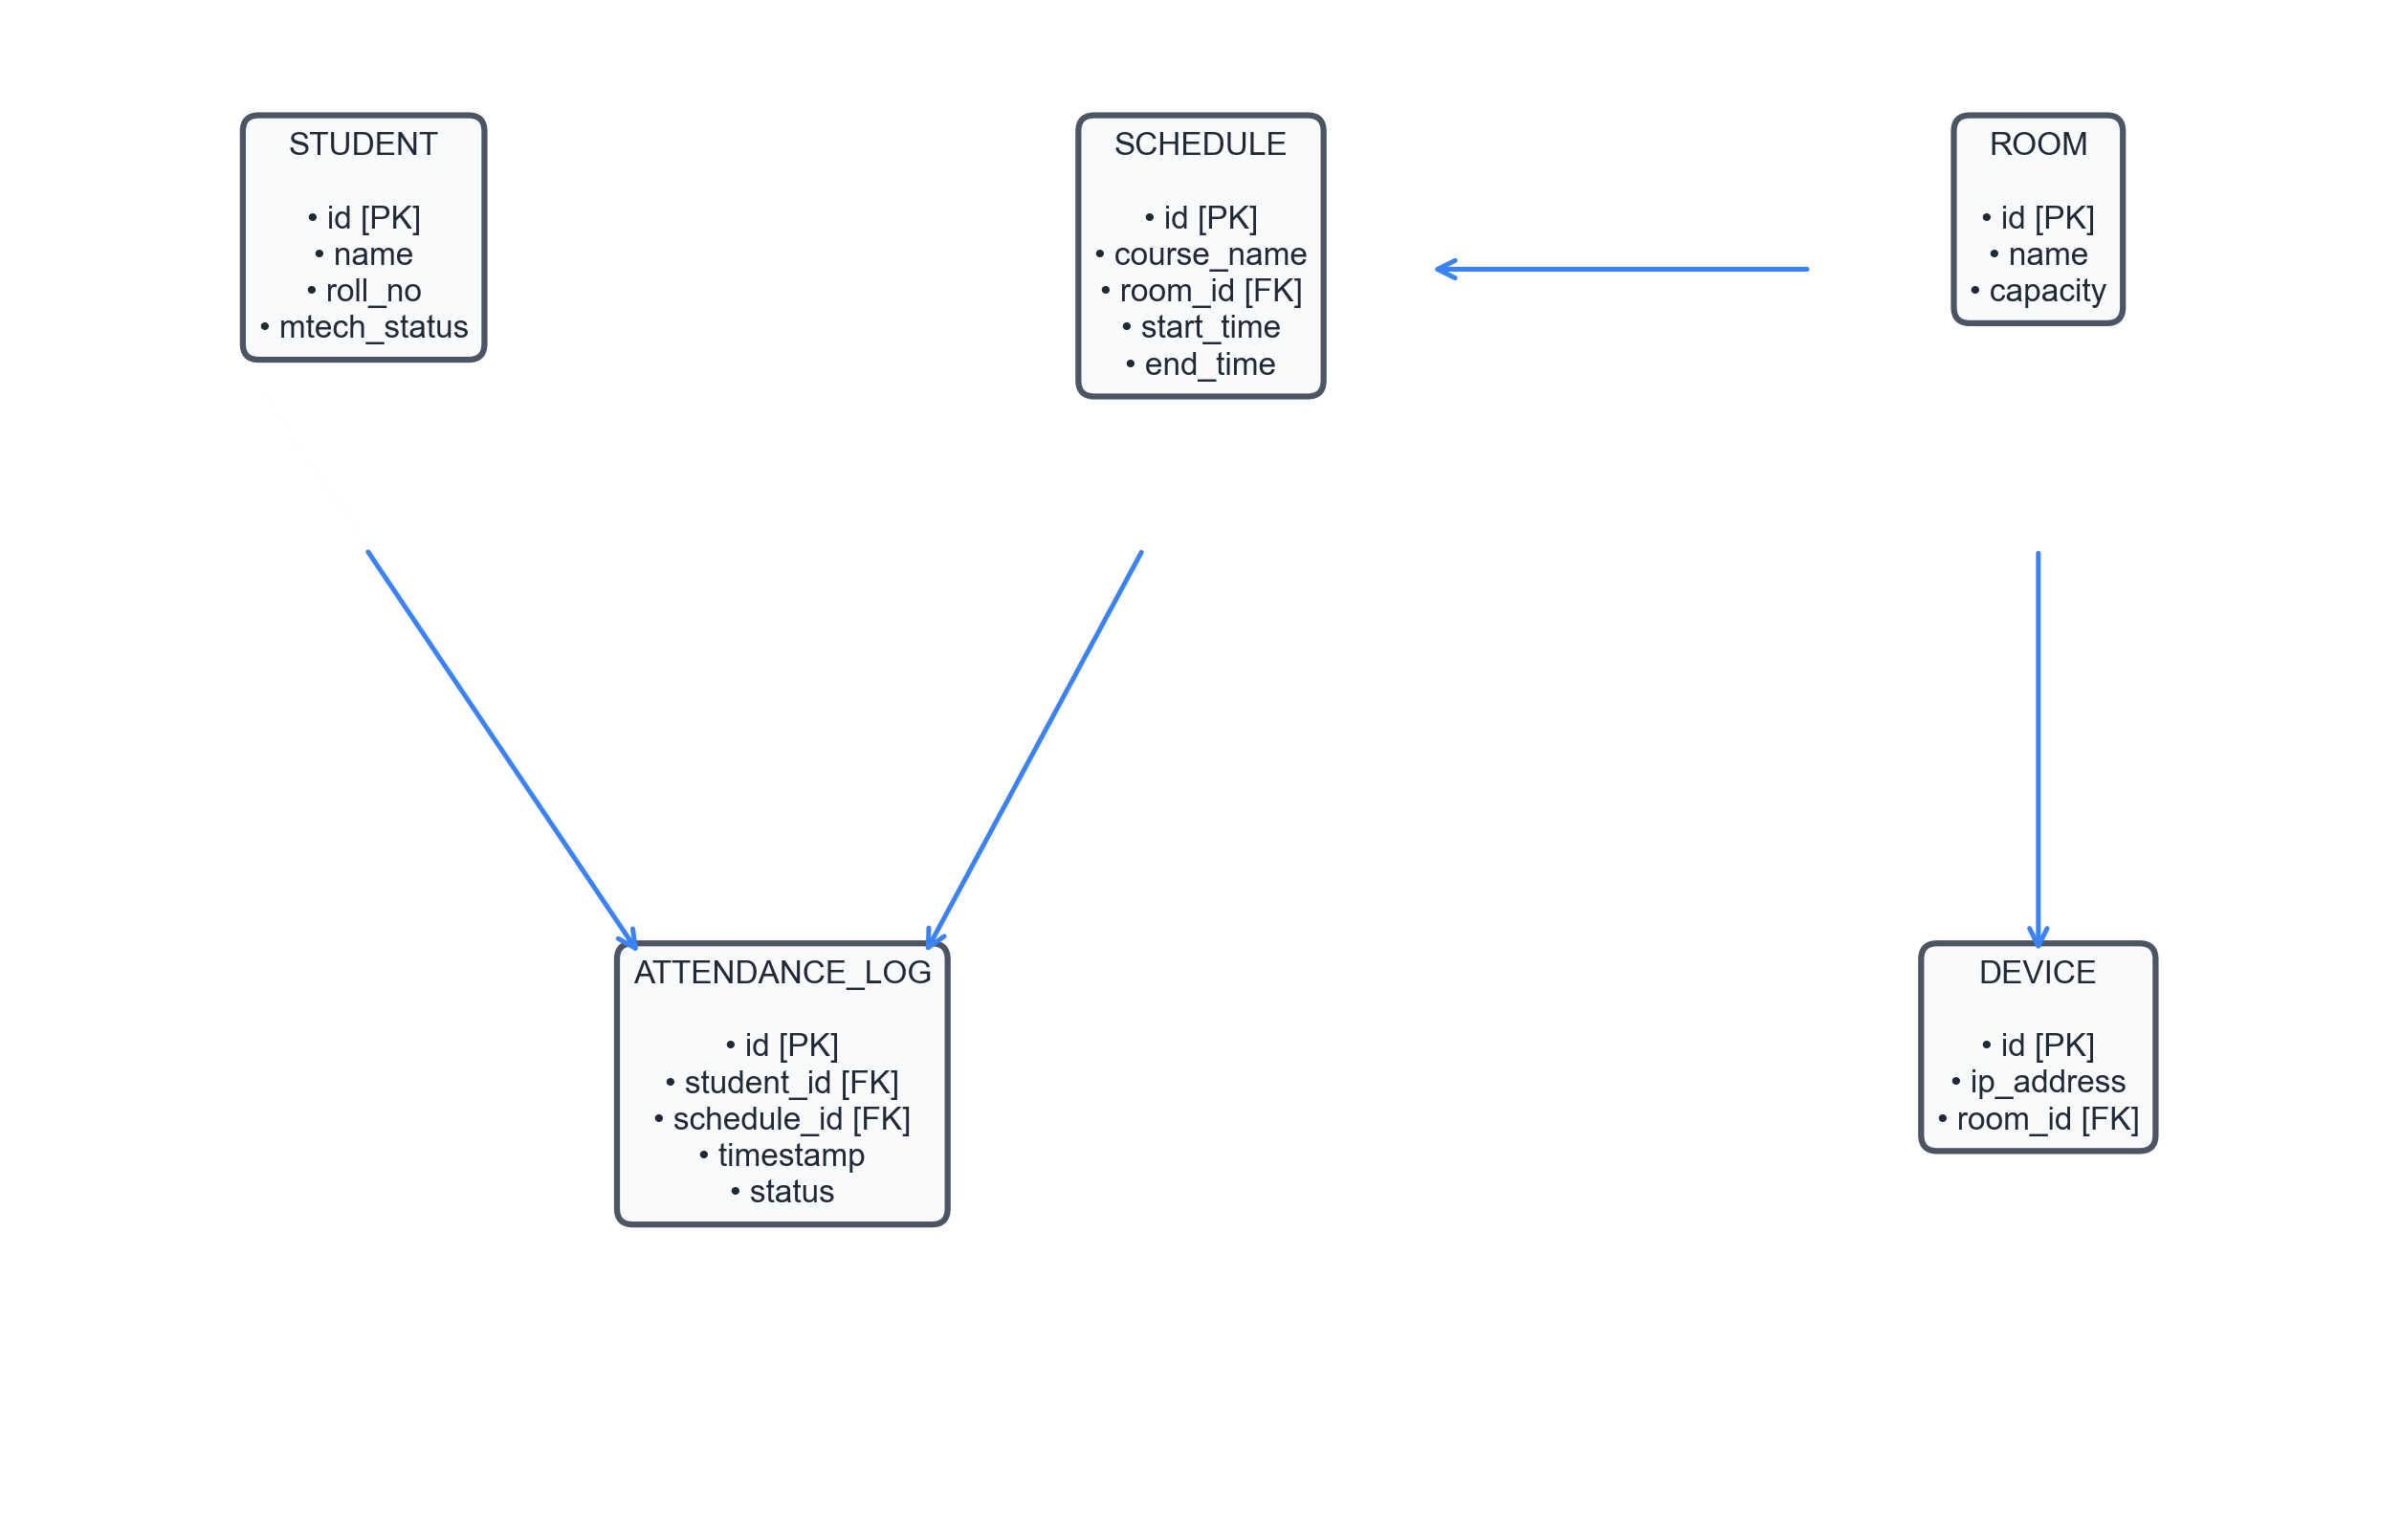 STUDENT
• id [PK]
• name
• roll_no
• mtech_status
SCHEDULE
• id [PK]
• course_name
• room_id [FK]
• start_time
• end_time
ROOM
• id [PK]
• name
• capacity
ATTENDANCE_LOG
• id [PK]
• student_id [FK]
• schedule_id [FK]
• timestamp
• status
DEVICE
• id [PK]
• ip_address
• room_id [FK]